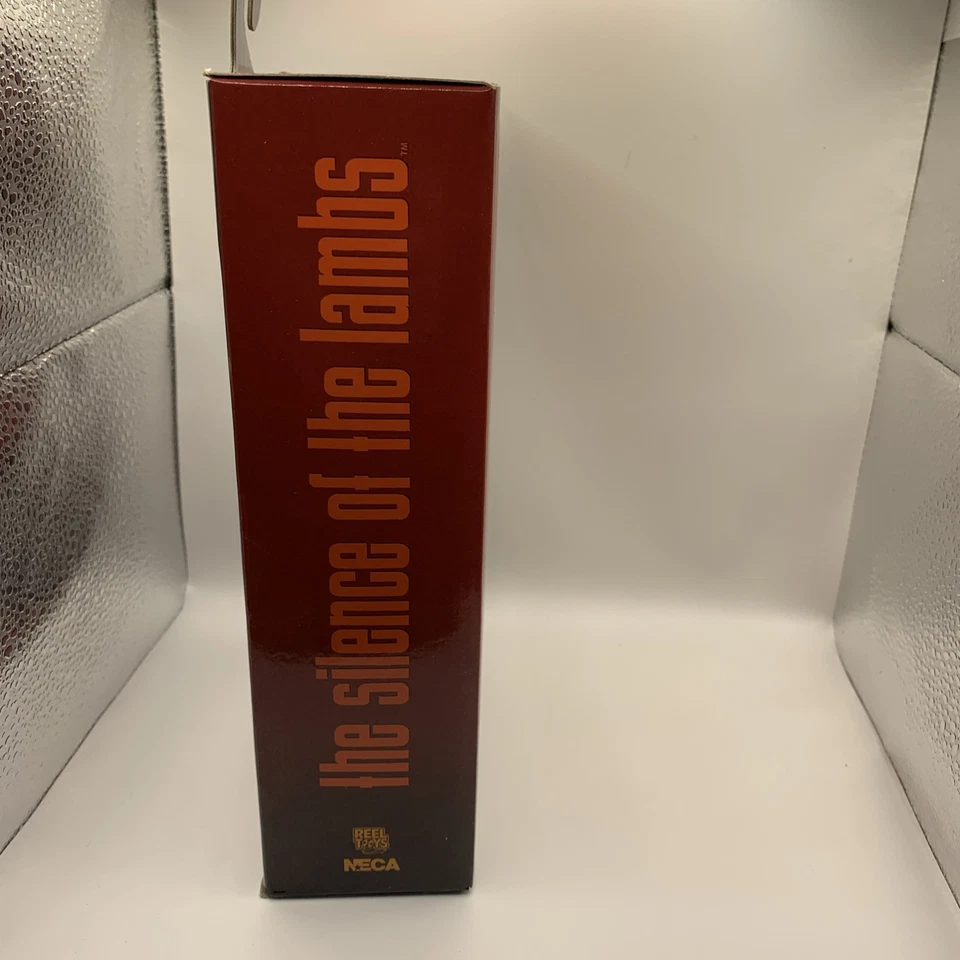 the silence of the lambs™
REEL
TOYS
NECA